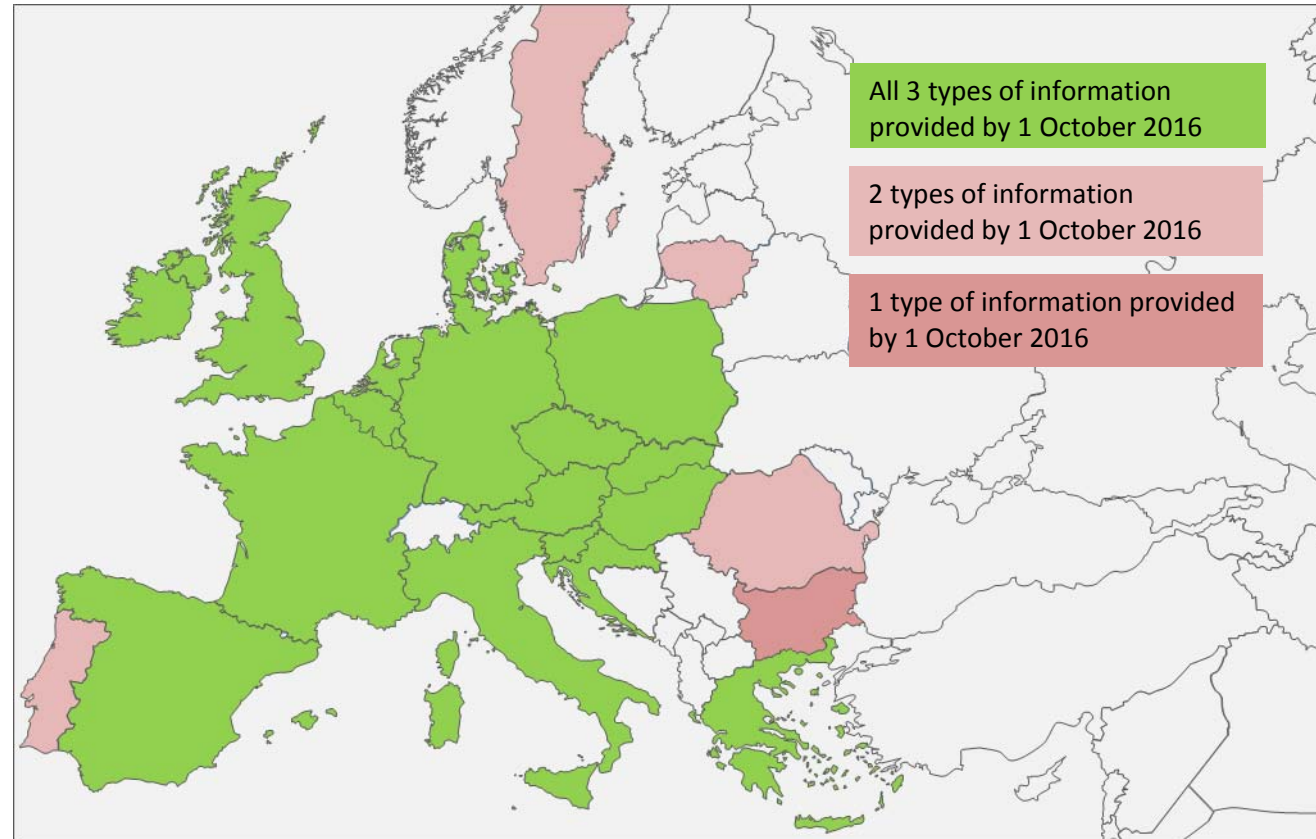 All 3 types of information
provided by 1 October 2016
2 types of information
provided by 1 October 2016
1 type of information provided
by 1 October 2016